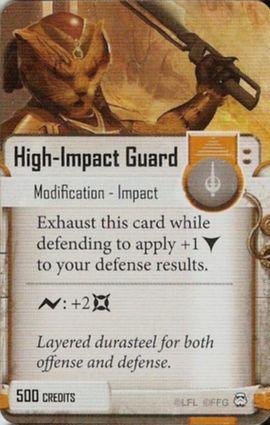 High-Impact Guard
Modification - Impact
Exhaust this card while
defending to apply +1
to your defense results.
: +2
Layered durasteel for both
offense and defense.
500 CREDITS
©LFL ©FFG